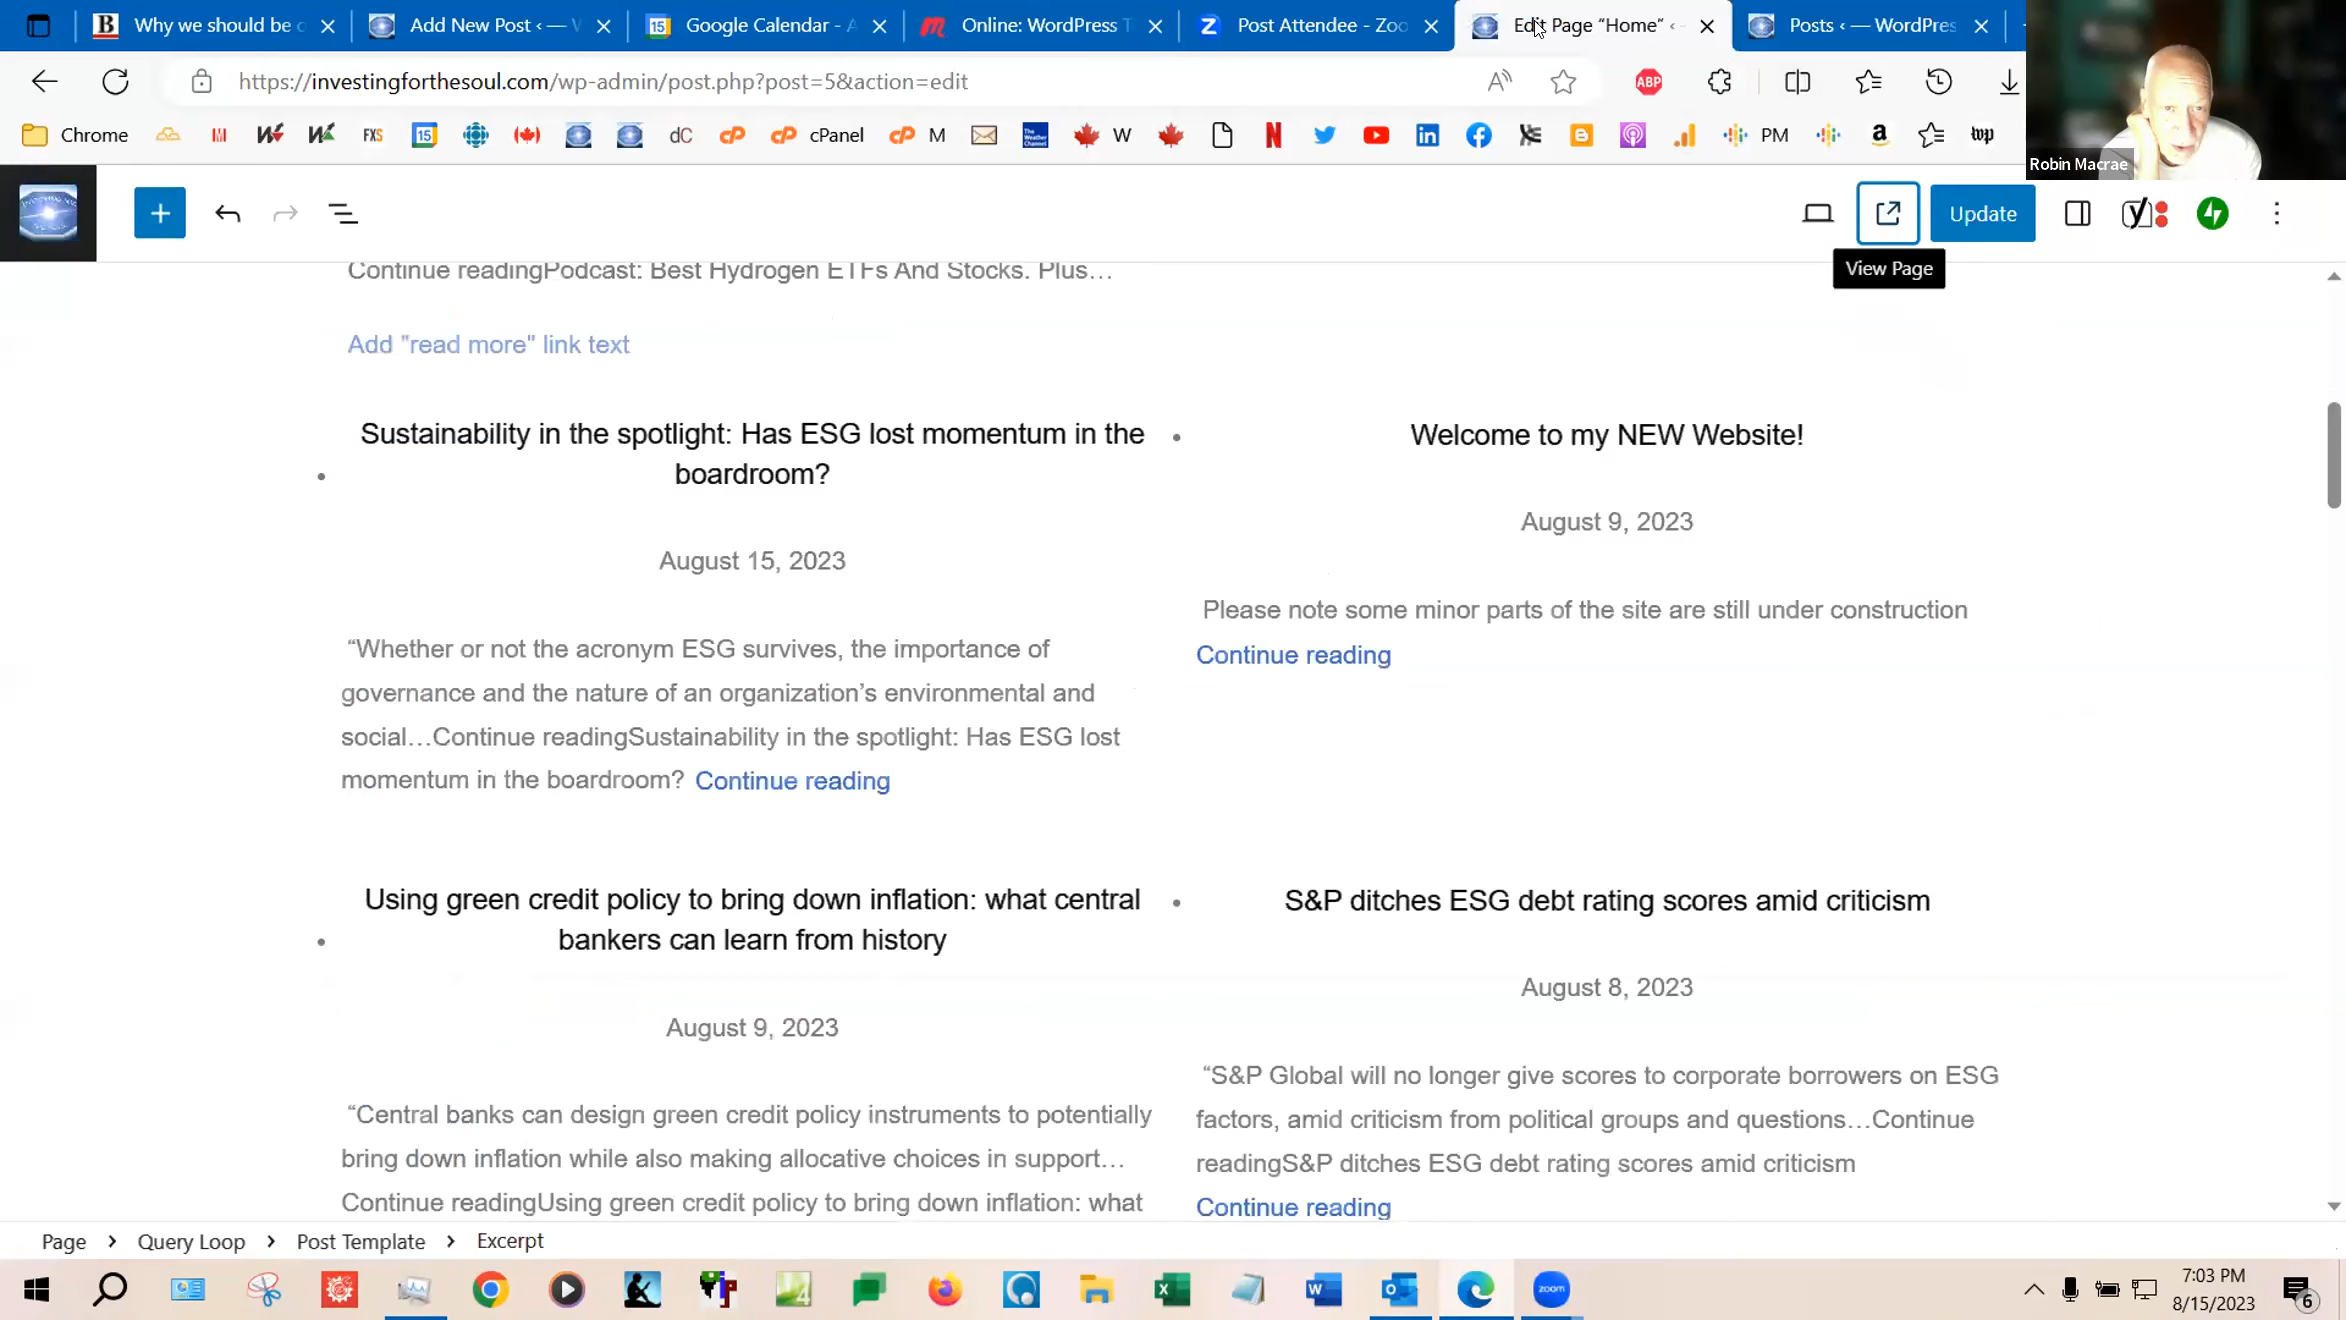 Why we should be c
Add New Post ‹ — W
Google Calendar - A
Online: WordPress T
Post Attendee - Zoo
Edit Page “Home” ‹ -
Posts ‹ — WordPres
https://investingforthesoul.com/wp-admin/post.php?post=5&action=edit
Chrome
cPanel
M
W
PM
Robin Macrae
Update
View Page
Continue readingPodcast: Best Hydrogen ETFs And Stocks. Plus…
Add "read more" link text
Sustainability in the spotlight: Has ESG lost momentum in the
boardroom?
August 15, 2023
“Whether or not the acronym ESG survives, the importance of
governance and the nature of an organization’s environmental and
social…Continue readingSustainability in the spotlight: Has ESG lost
momentum in the boardroom? Continue reading
Welcome to my NEW Website!
August 9, 2023
Please note some minor parts of the site are still under construction
Continue reading
Using green credit policy to bring down inflation: what central
bankers can learn from history
August 9, 2023
“Central banks can design green credit policy instruments to potentially
bring down inflation while also making allocative choices in support…
Continue readingUsing green credit policy to bring down inflation: what
S&P ditches ESG debt rating scores amid criticism
August 8, 2023
“S&P Global will no longer give scores to corporate borrowers on ESG
factors, amid criticism from political groups and questions…Continue
readingS&P ditches ESG debt rating scores amid criticism
Continue reading
Page > Query Loop > Post Template > Excerpt
7:03 PM
8/15/2023
6